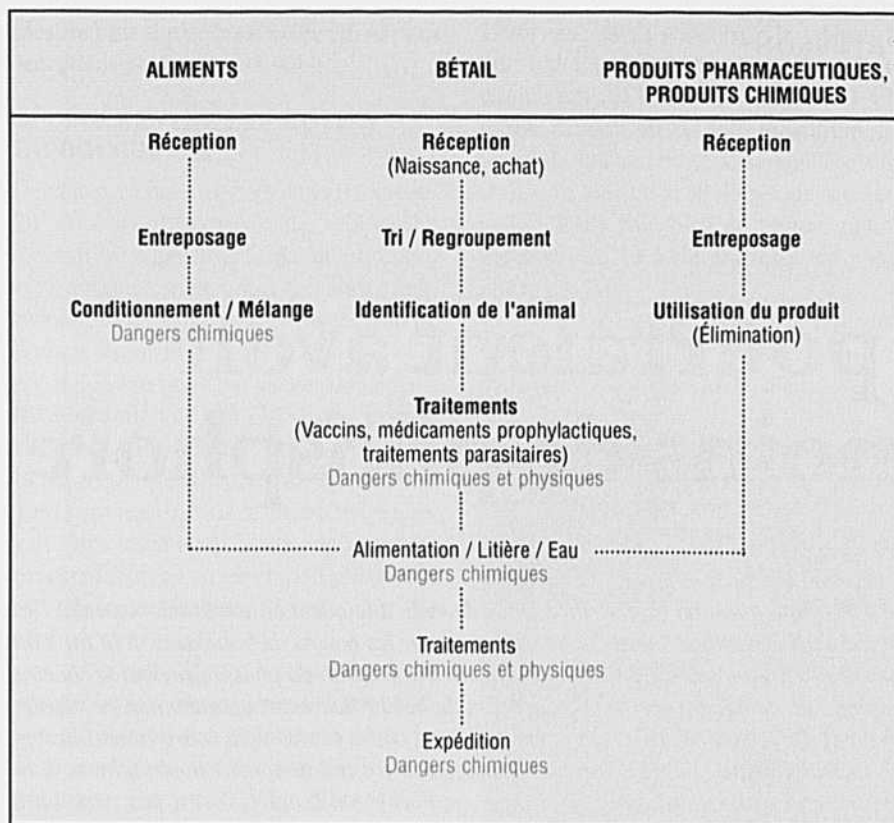 ALIMENTS
BÉTAIL
PRODUITS PHARMACEUTIQUES,
PRODUITS CHIMIQUES
Réception
Réception
(Naissance, achat)
Réception
Entreposage
Tri / Regroupement
Entreposage
Conditionnement / Mélange
Dangers chimiques
Identification de l'animal
Utilisation du produit
(Élimination)
Traitements
(Vaccins, médicaments prophylactiques,
traitements parasitaires)
Dangers chimiques et physiques
Alimentation / Litière / Eau
Dangers chimiques
Traitements
Dangers chimiques et physiques
Expédition
Dangers chimiques